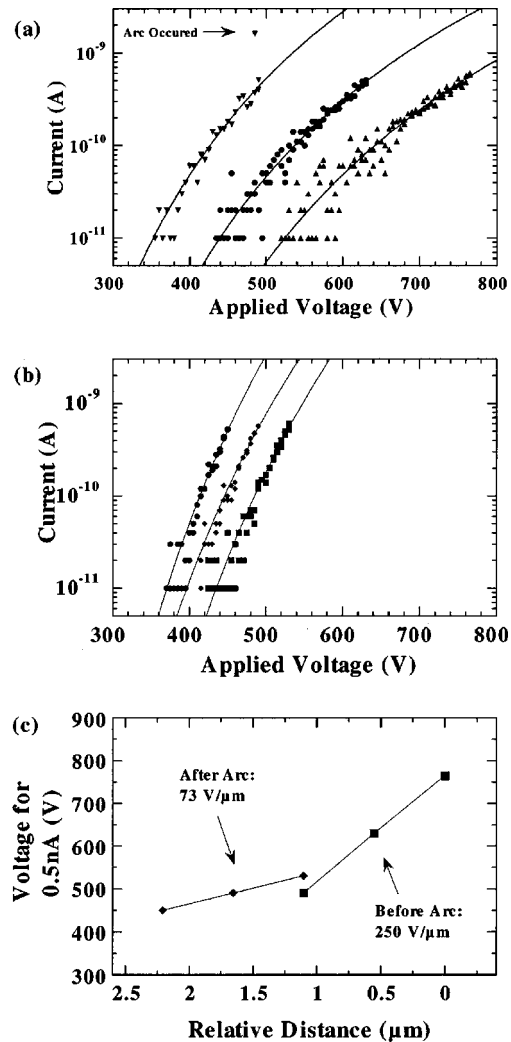 (a)
Arc Occured
10⁻⁹
10⁻¹⁰
10⁻¹¹
Current (A)
300 400 500 600 700 800
Applied Voltage (V)
(b)
10⁻⁹
10⁻¹⁰
10⁻¹¹
Current (A)
300 400 500 600 700 800
Applied Voltage (V)
(c)
900
800
700
600
500
400
300
Voltage for
0.5nA (V)
After Arc:
73 V/µm
Before Arc:
250 V/µm
2.5 2 1.5 1 0.5 0
Relative Distance (µm)